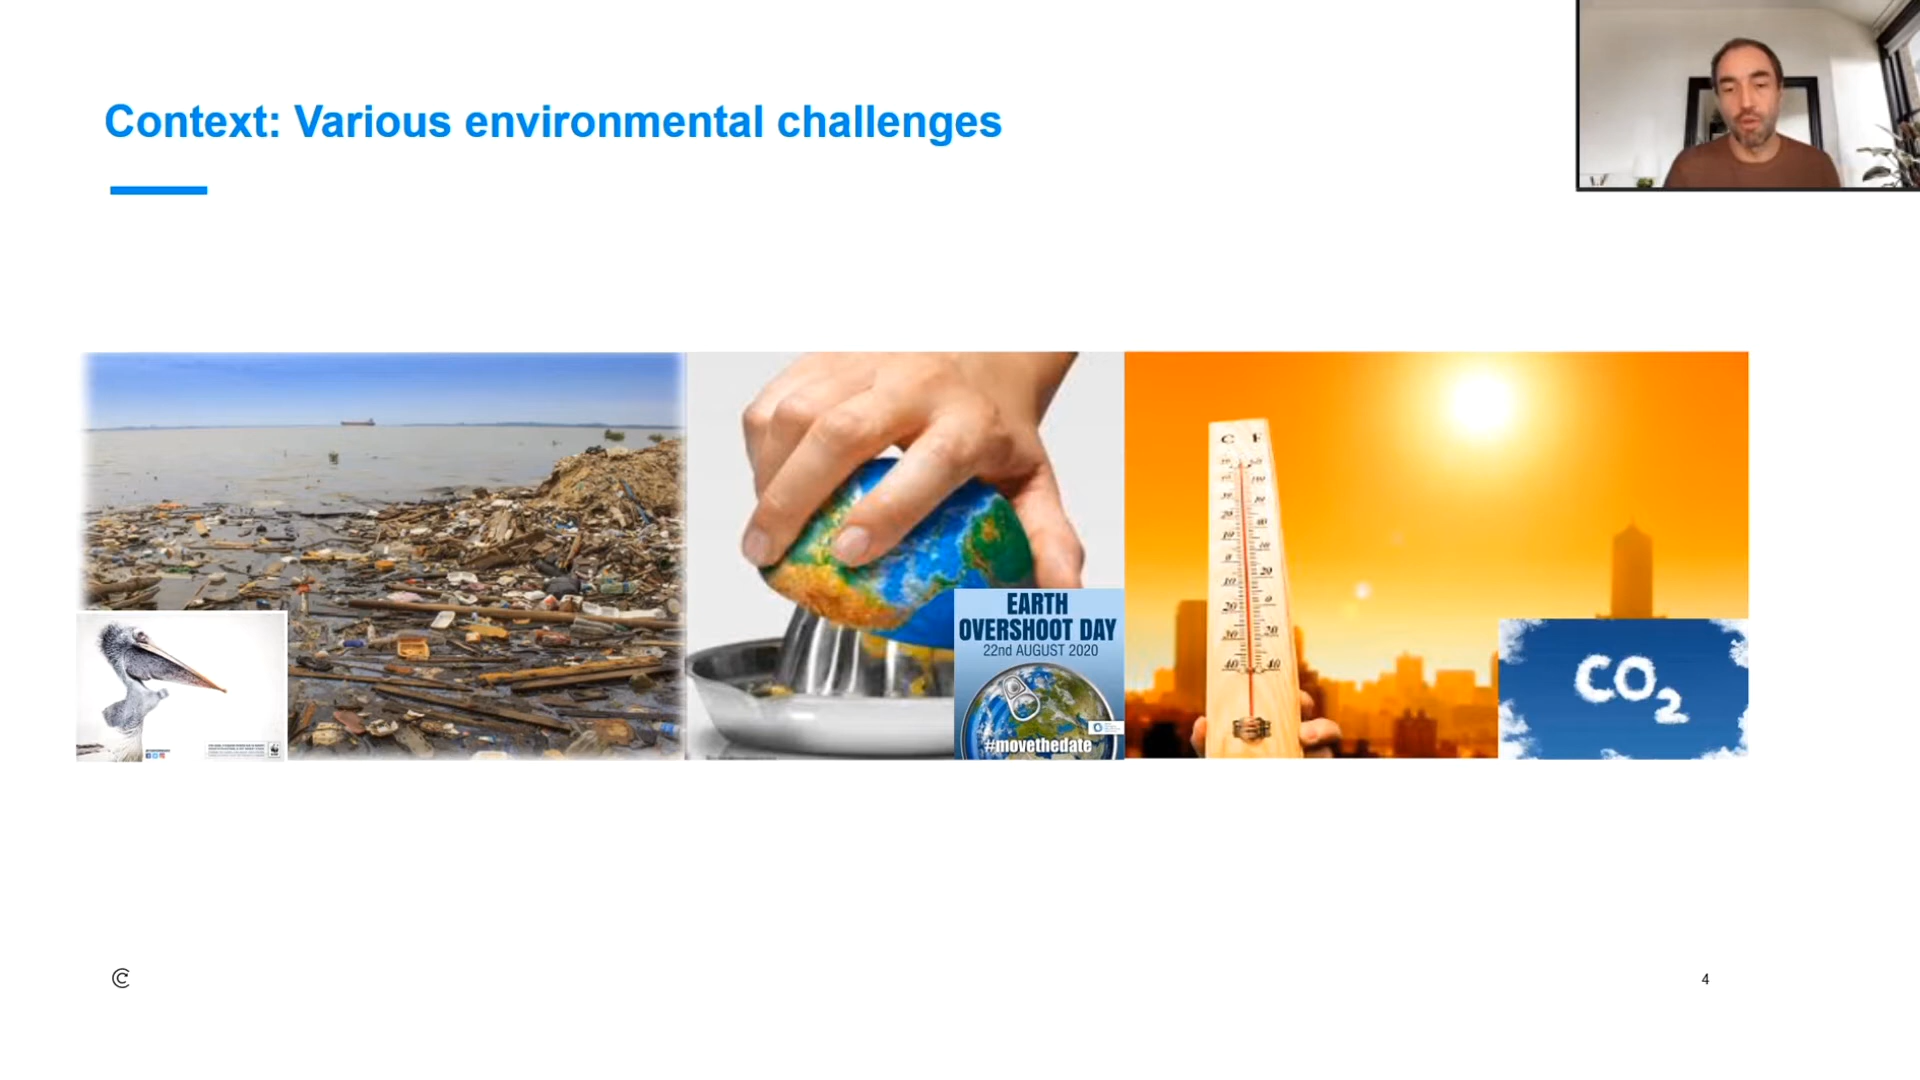 Context: Various environmental challenges
C F
EARTH
OVERSHOOT DAY
22nd AUGUST 2020
#movethedate
CO2
4